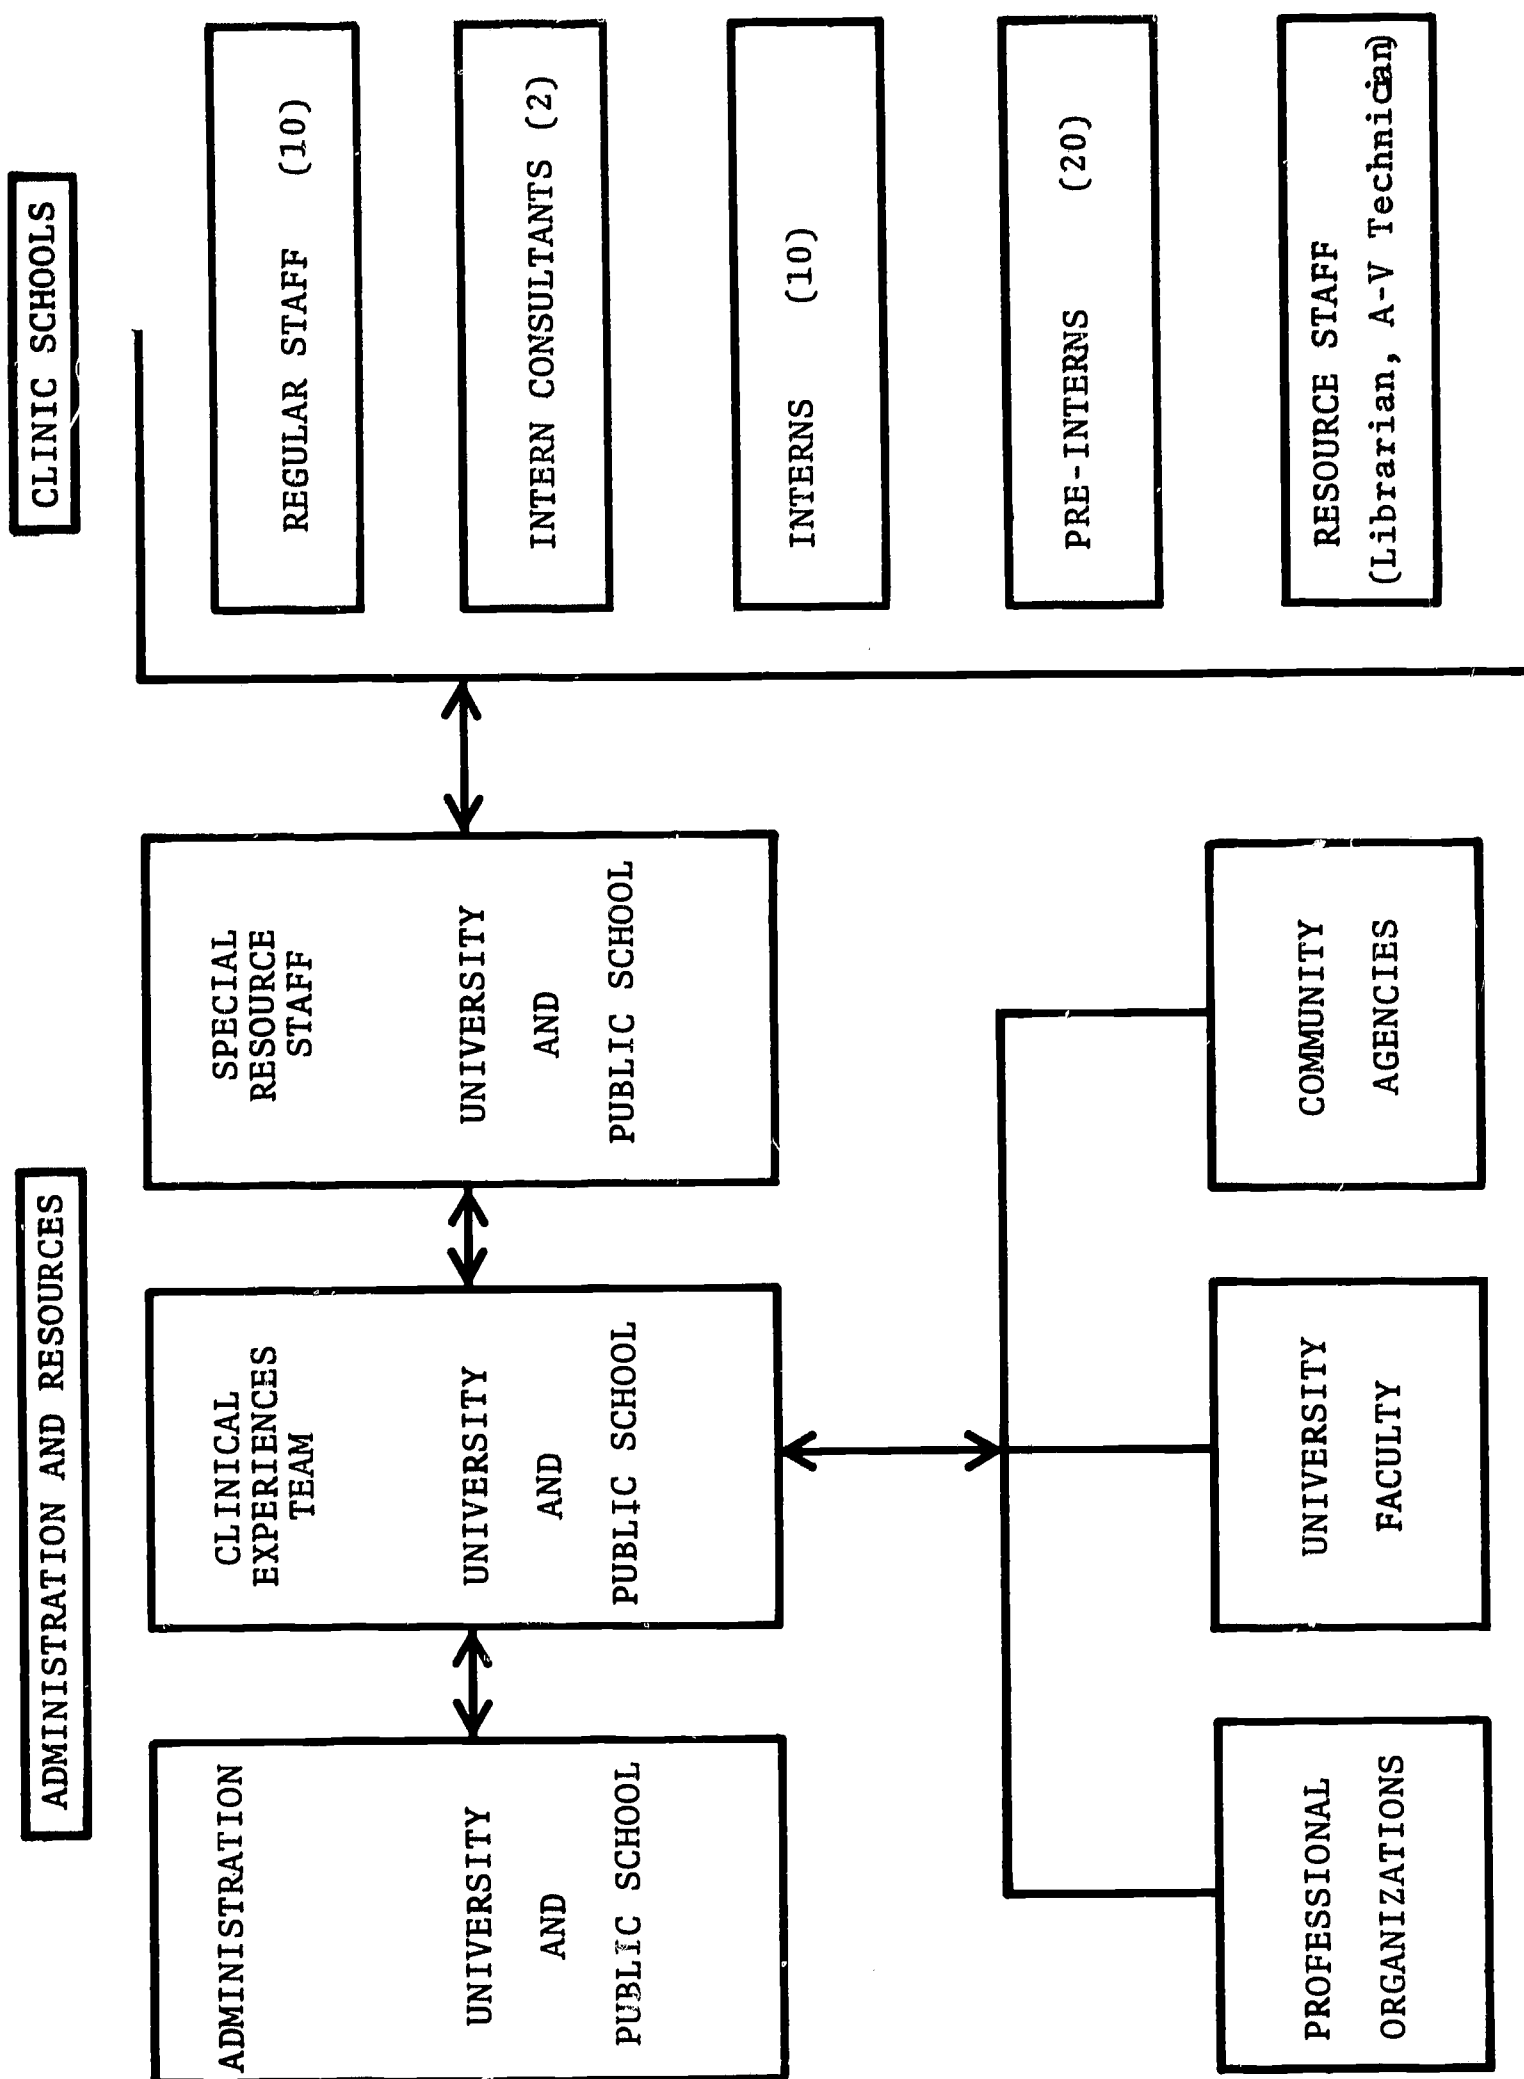 ADMINISTRATION AND RESOURCES
ADMINISTRATION
UNIVERSITY
AND
PUBLIC SCHOOL
CLINICAL
EXPERIENCES
TEAM
UNIVERSITY
AND
PUBLIC SCHOOL
SPECIAL
RESOURCE
STAFF
UNIVERSITY
AND
PUBLIC SCHOOL
PROFESSIONAL
ORGANIZATIONS
UNIVERSITY
FACULTY
COMMUNITY
AGENCIES
CLINIC SCHOOLS
REGULAR STAFF (10)
INTERN CONSULTANTS (2)
INTERNS (10)
PRE-INTERNS (20)
RESOURCE STAFF
(Librarian, A-V Technician)